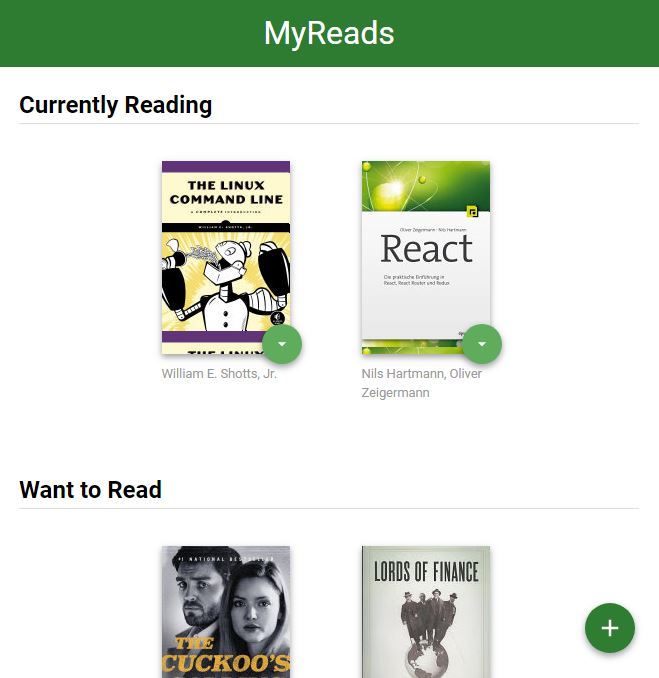 MyReads
Currently Reading
THE LINUX
COMMAND LINE
A COMPLETE INTRODUCTION
WILLIAM E. SHOTTS, JR.
THE LINUX
William E. Shotts, Jr.
Oliver Zeigermann · Nils Hartmann
React
Die praktische Einführung in
React, React Router und Redux
Nils Hartmann, Oliver
Zeigermann
Want to Read
#1 NATIONAL BESTSELLER
THE
CUCKOO'S
LORDS OF FINANCE